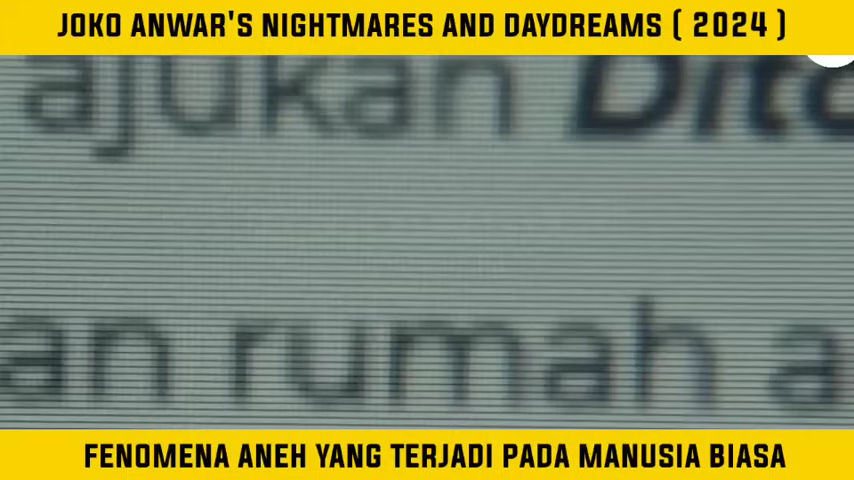 JOKO ANWAR'S NIGHTMARES AND DAYDREAMS ( 2024 )
ajukan
an rumah a
FENOMENA ANEH YANG TERJADI PADA MANUSIA BIASA